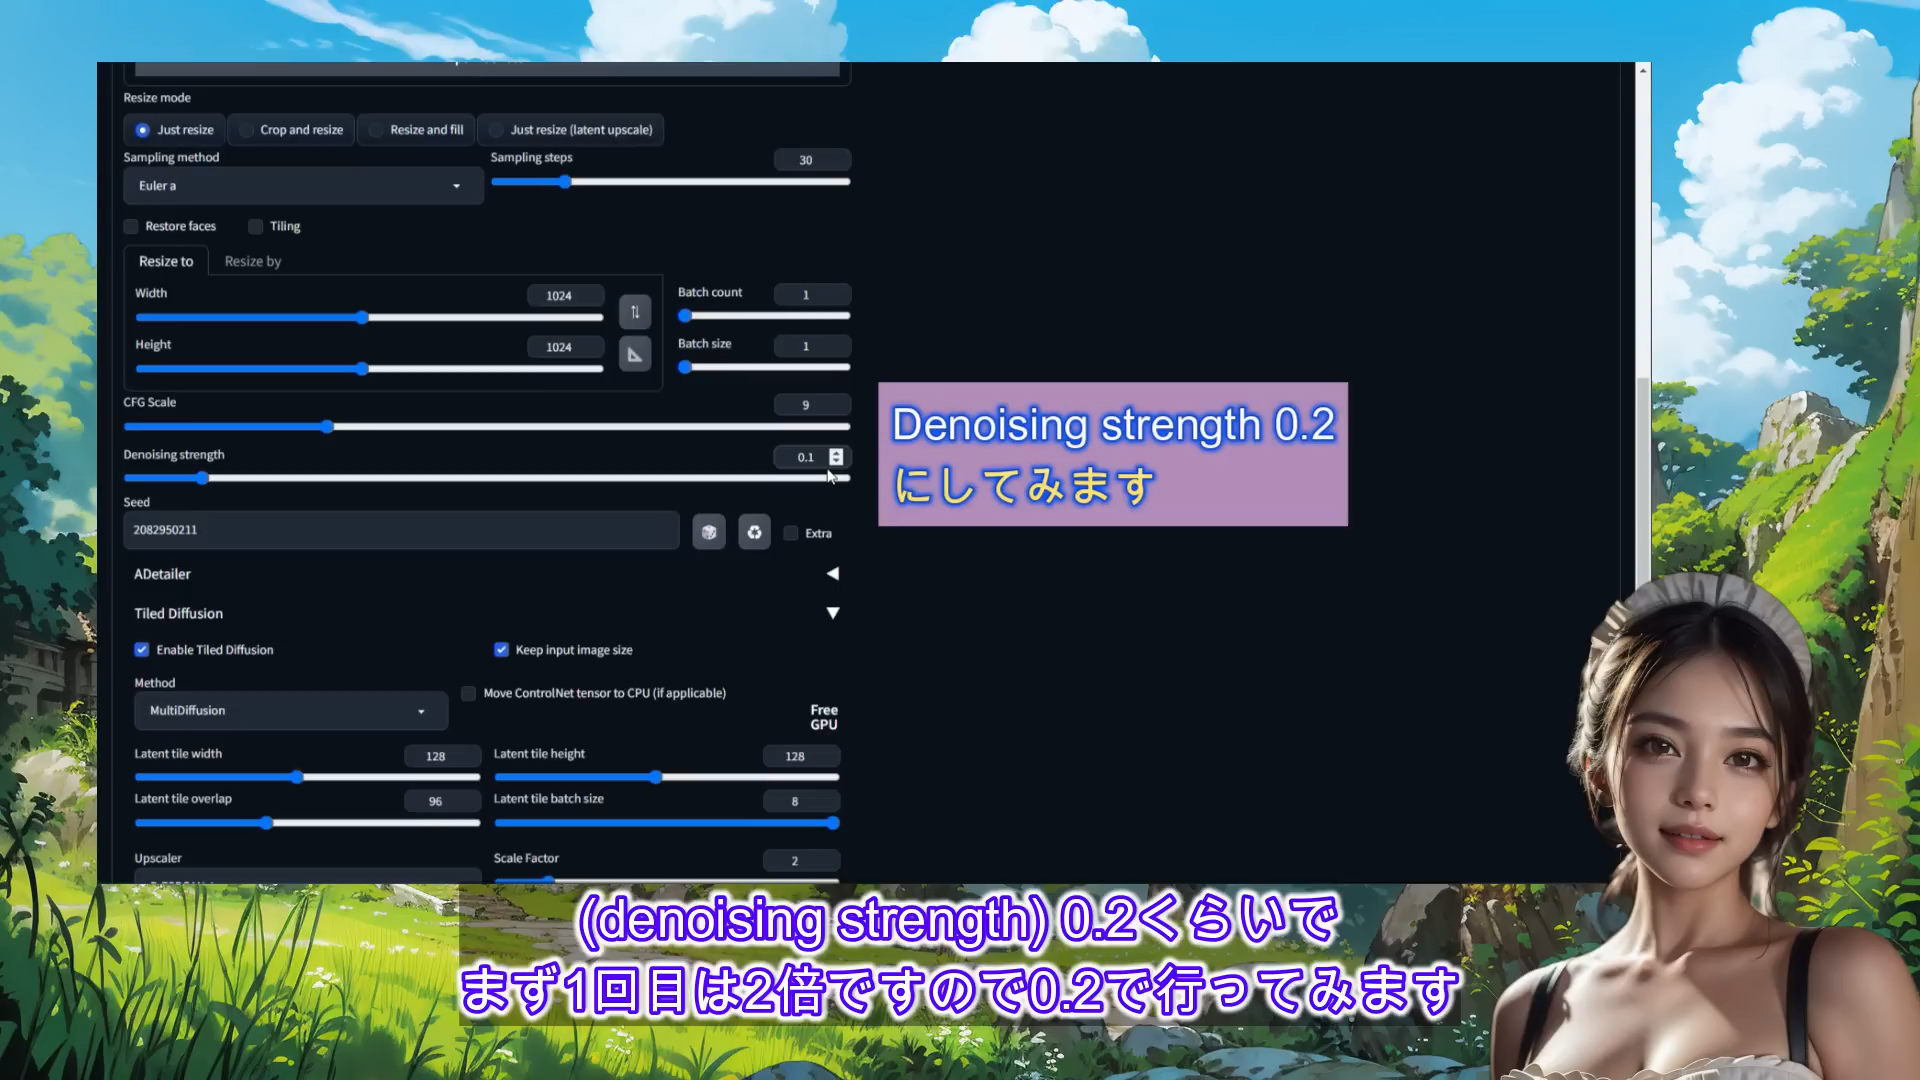 Resize mode
Just resize
Crop and resize
Resize and fill
Just resize (latent upscale)
Sampling method
Sampling steps
30
Euler a
Restore faces
Tiling
Resize to
Resize by
Width
1024
Batch count
1
Height
1024
Batch size
1
CFG Scale
9
Denoising strength
0.1
Denoising strength 0.2
にしてみます
Seed
2082950211
Extra
ADetailer
Tiled Diffusion
Enable Tiled Diffusion
Keep input image size
Method
Move ControlNet tensor to CPU (if applicable)
MultiDiffusion
Free
GPU
Latent tile width
128
Latent tile height
128
Latent tile overlap
96
Latent tile batch size
8
Upscaler
Scale Factor
2
(denoising strength) 0.2くらいで
まず1回目は2倍ですので0.2で行ってみます